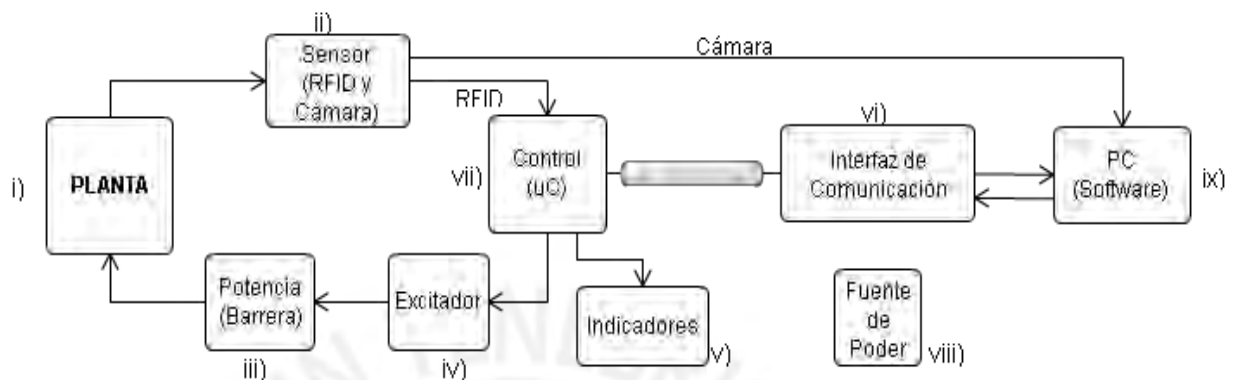 ii)
Sensor
(RFID y
Cámara)
Cámara
RFID
i)
PLANTA
vii)
Control
(uC)
vi)
Interfaz de
Comunicación
PC
(Software)
ix)
Potencia
(Barrera)
iii)
Excitador
iv)
Indicadores
v)
Fuente
de
Poder
viii)